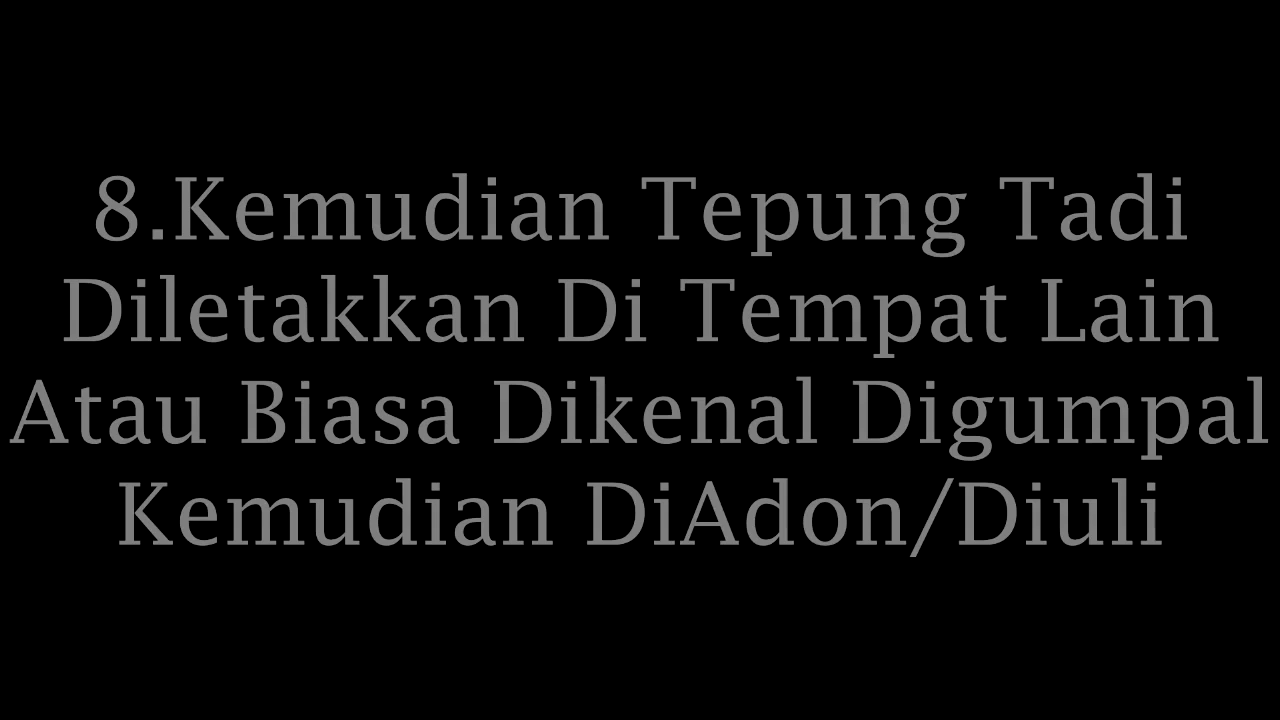 8.Kemudian Tepung Tadi
Diletakkan Di Tempat Lain
Atau Biasa Dikenal Digumpal
Kemudian DiAdon/Diuli